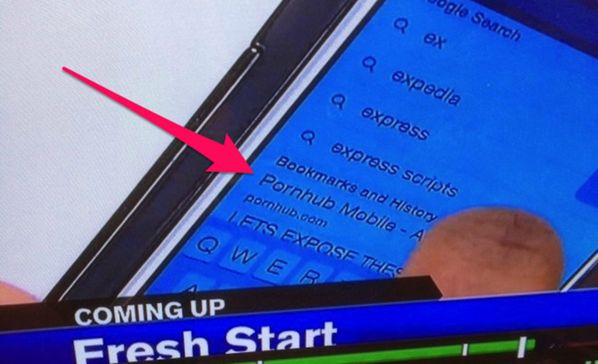 Google Search
ex
expedia
express
express scripts
Bookmarks and History
Pornhub Mobile - A
pornhub.com
LETS EXPOSE
Q W E
COMING UP
Fresh Start